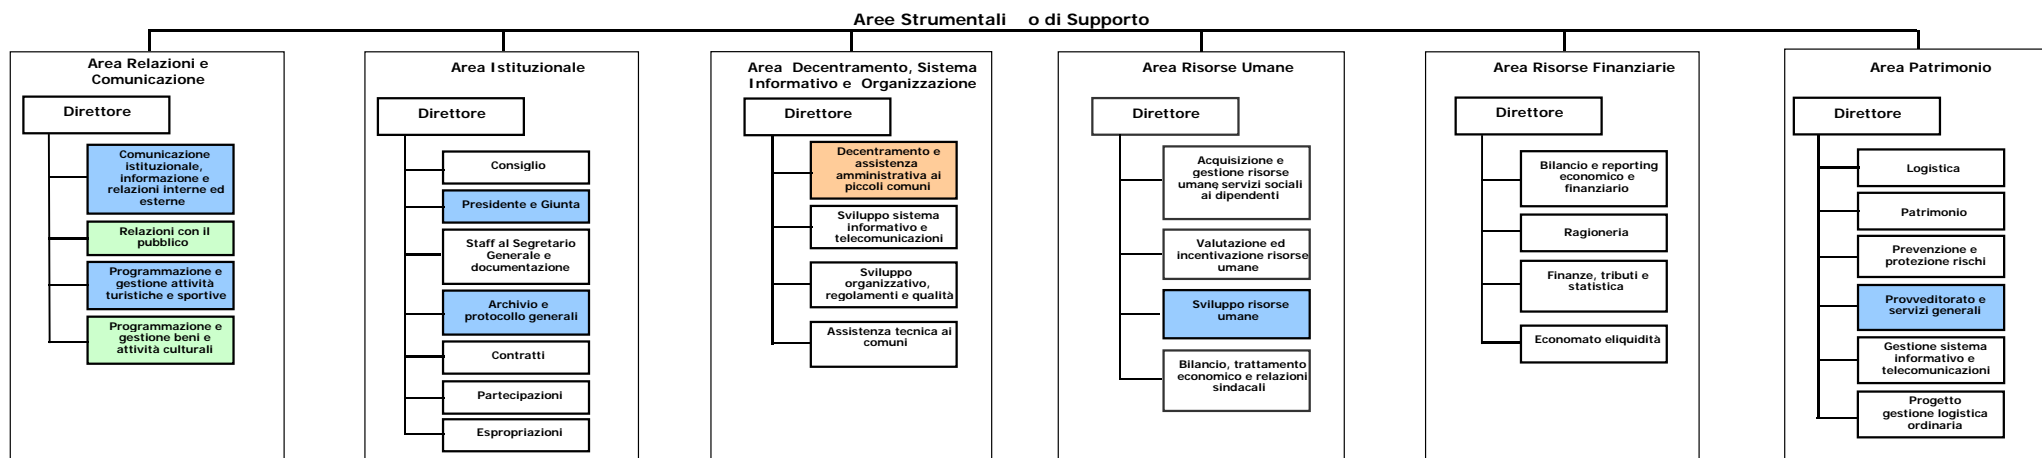 Aree Strumentali o di Supporto
Area Relazioni e
Comunicazione
Direttore
Comunicazione
istituzionale,
informazione e
relazioni interne ed
esterne
Relazioni con il
pubblico
Programmazione e
gestione attività
turistiche e sportive
Programmazione e
gestione beni e
attività culturali
Area Istituzionale
Direttore
Consiglio
Presidente e Giunta
Staff al Segretario
Generale e
documentazione
Archivio e
protocollo generali
Contratti
Partecipazioni
Espropriazioni
Area Decentramento, Sistema
Informativo e Organizzazione
Direttore
Decentramento e
assistenza
amministrativa ai
piccoli comuni
Sviluppo sistema
informativo e
telecomunicazioni
Sviluppo
organizzativo,
regolamenti e qualità
Assistenza tecnica ai
comuni
Area Risorse Umane
Direttore
Acquisizione e
gestione risorse
umane, servizi sociali
ai dipendenti
Valutazione ed
incentivazione risorse
umane
Sviluppo risorse
umane
Bilancio, trattamento
economico e relazioni
sindacali
Area Risorse Finanziarie
Direttore
Bilancio e reporting
economico e
finanziario
Ragioneria
Finanze, tributi e
statistica
Economato eliquidità
Area Patrimonio
Direttore
Logistica
Patrimonio
Prevenzione e
protezione rischi
Provveditorato e
servizi generali
Gestione sistema
informativo e
telecomunicazioni
Progetto
gestione logistica
ordinaria